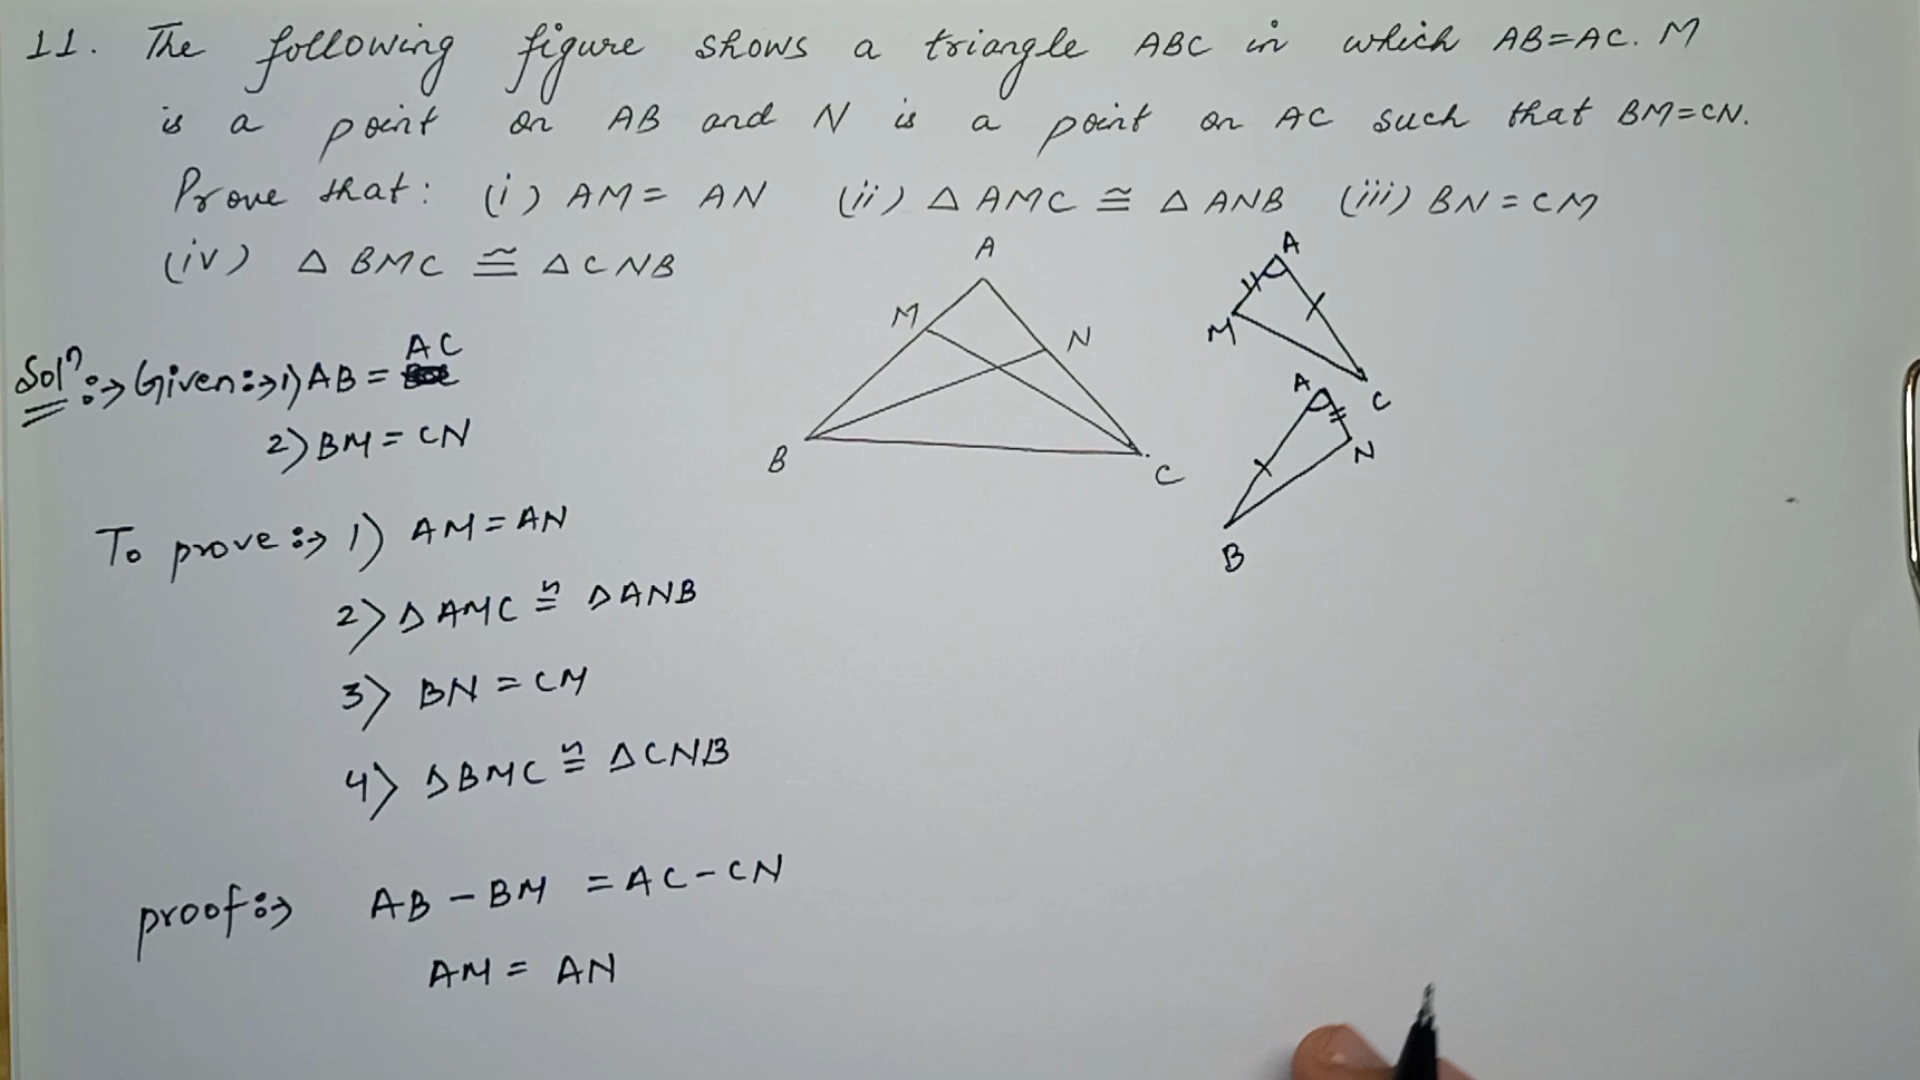 11. The following figure shows a triangle ABC in which AB=AC. M
is a point on AB and N is a point on AC such that BM=CN.
Prove that: (i) AM= AN (ii) △ AMC ≅ △ ANB (iii) BN = CM
(iv) △ BMC ≅ △ CNB
A
M
N
B
C
A
M
C
A
N
B
Solⁿ :→ Given :→ 1) AB = AC
2) BM = CN
To prove :→ 1) AM = AN
2) △ AMC ≅ △ ANB
3) BN = CM
4) △ BMC ≅ △ CNB
proof :→ AB - BM = AC - CN
AM = AN